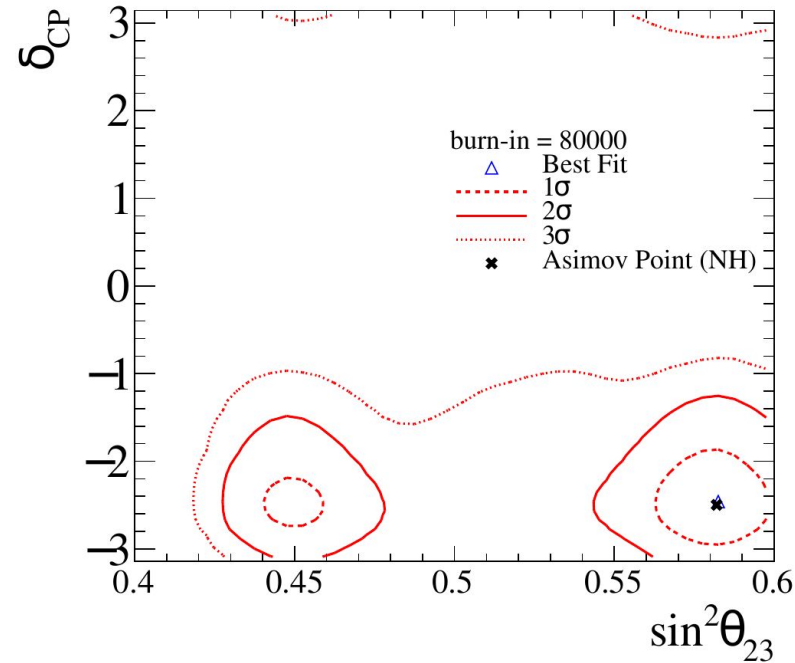 δCP
3
2
1
0
−1
−2
−3
burn-in = 80000
Best Fit
1σ
2σ
3σ
Asimov Point (NH)
0.4 0.45 0.5 0.55 0.6
sin²θ23